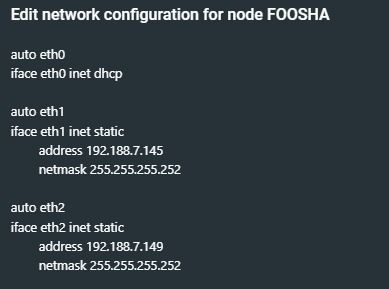 Edit network configuration for node FOOSHA
auto eth0
iface eth0 inet dhcp
auto eth1
iface eth1 inet static
address 192.188.7.145
netmask 255.255.255.252
auto eth2
iface eth2 inet static
address 192.188.7.149
netmask 255.255.255.252